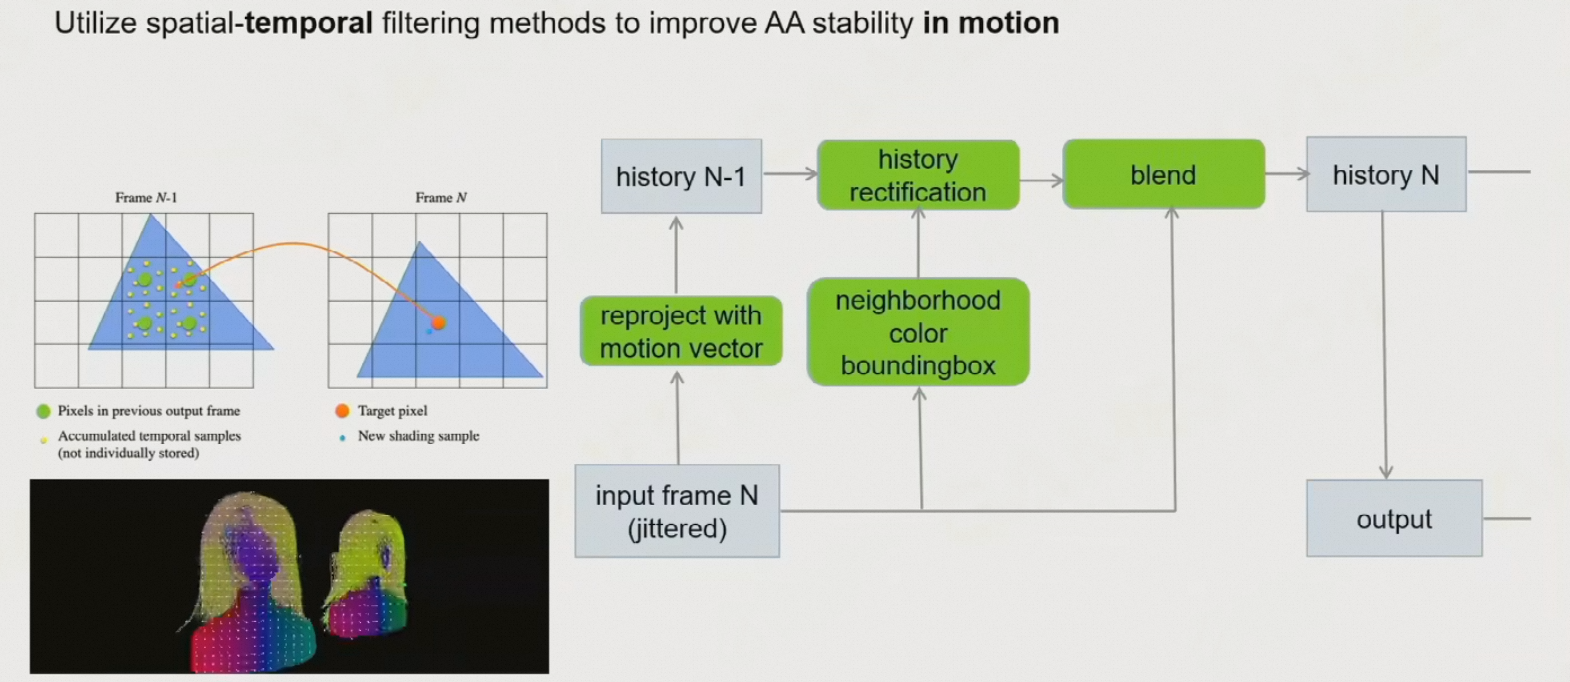 Utilize spatial-temporal filtering methods to improve AA stability in motion
Frame N-1
Frame N
Pixels in previous output frame
Accumulated temporal samples
(not individually stored)
Target pixel
New shading sample
history N-1
history
rectification
blend
history N
reproject with
motion vector
neighborhood
color
boundingbox
input frame N
(jittered)
output